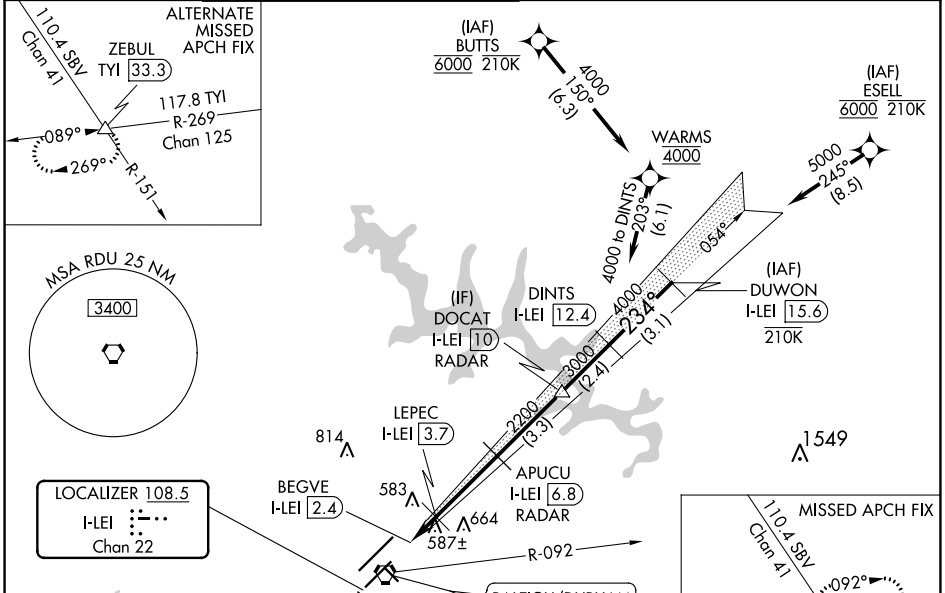 ALTERNATE
MISSED
APCH FIX
110.4 SBV
Chan 41
ZEBUL
TYI 33.3
117.8 TYI
R-269
Chan 125
089°
269°
R-151
(IAF)
BUTTS
6000 210K
4000
150°
(6.3)
(IAF)
ESELL
6000 210K
5000
245°
(8.5)
WARMS
4000
4000 to DINTS
203°
(6.1)
054°
MSA RDU 25 NM
3400
(IF)
DOCAT
I-LEI 10
RADAR
DINTS
I-LEI 12.4
(IAF)
DUWON
I-LEI 15.6
210K
4000
234°
(3.1)
3000
(2.4)
2200
(3.3)
LEPEC
I-LEI 3.7
814
1549
BEGVE
I-LEI 2.4
583
664
587±
APUCU
I-LEI 6.8
RADAR
LOCALIZER 108.5
I-LEI
Chan 22
R-092
MISSED APCH FIX
110.4 SBV
Chan 41
092°